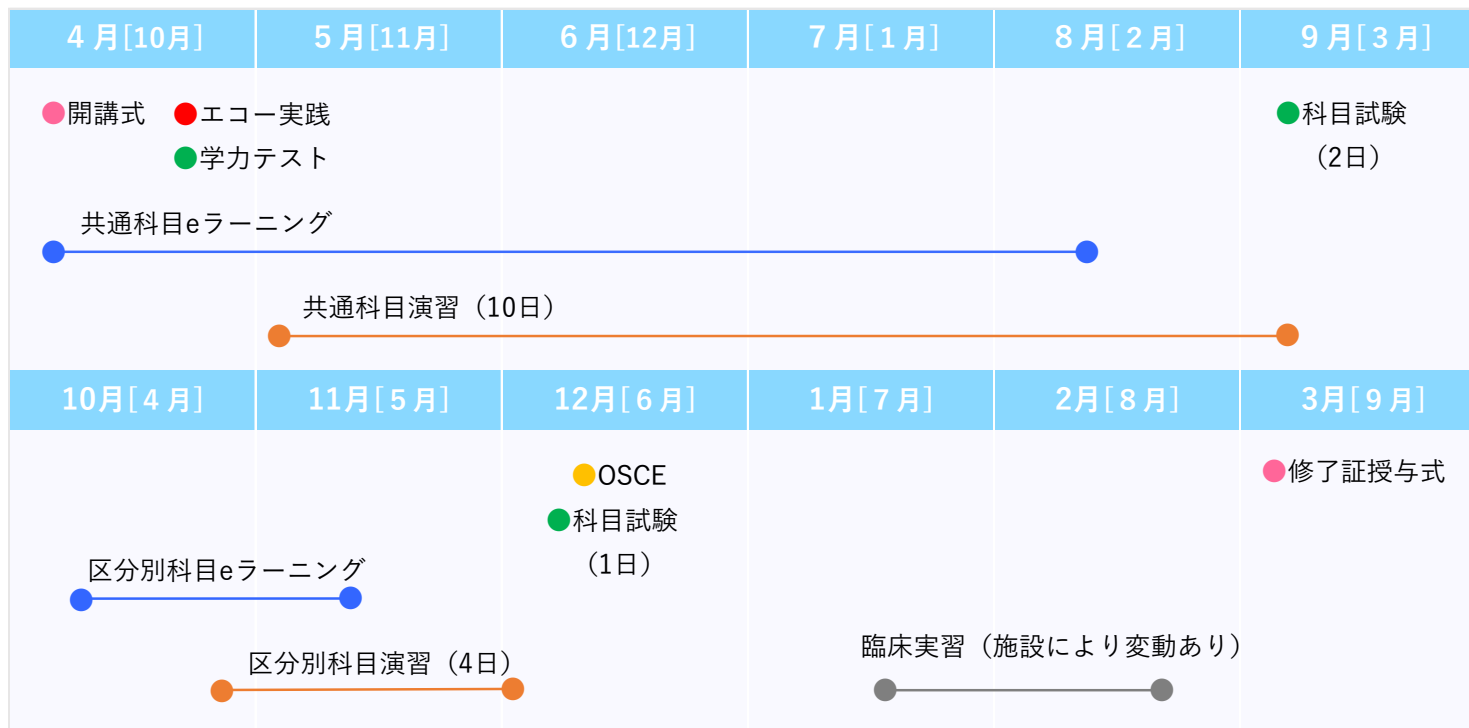 4月[10月] 5月[11月] 6月[12月] 7月[1月] 8月[2月] 9月[3月]
開講式 エコー実践 科目試験
学力テスト (2日)
共通科目eラーニング
共通科目演習（10日）
10月[4月] 11月[5月] 12月[6月] 1月[7月] 2月[8月] 3月[9月]
OSCE 修了証授与式
科目試験
(1日)
区分別科目eラーニング
区分別科目演習（4日）
臨床実習（施設により変動あり）